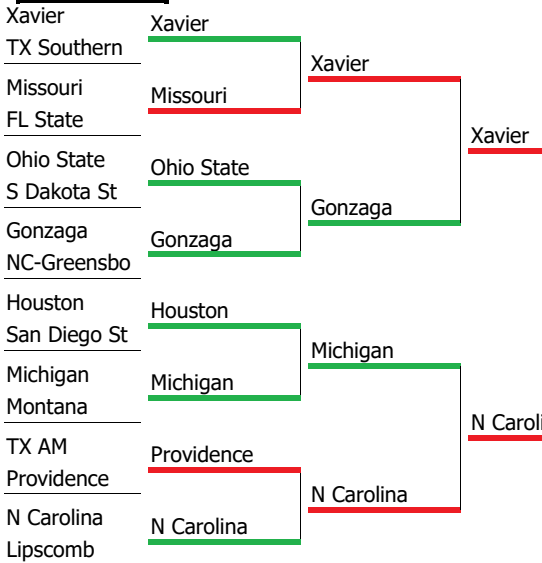 Xavier
TX Southern
Missouri
FL State
Ohio State
S Dakota St
Gonzaga
NC-Greensbo
Houston
San Diego St
Michigan
Montana
TX AM
Providence
N Carolina
Lipscomb
Xavier
Missouri
Ohio State
Gonzaga
Houston
Michigan
Providence
N Carolina
Xavier
Gonzaga
Michigan
N Carolina
Xavier
N Caroli